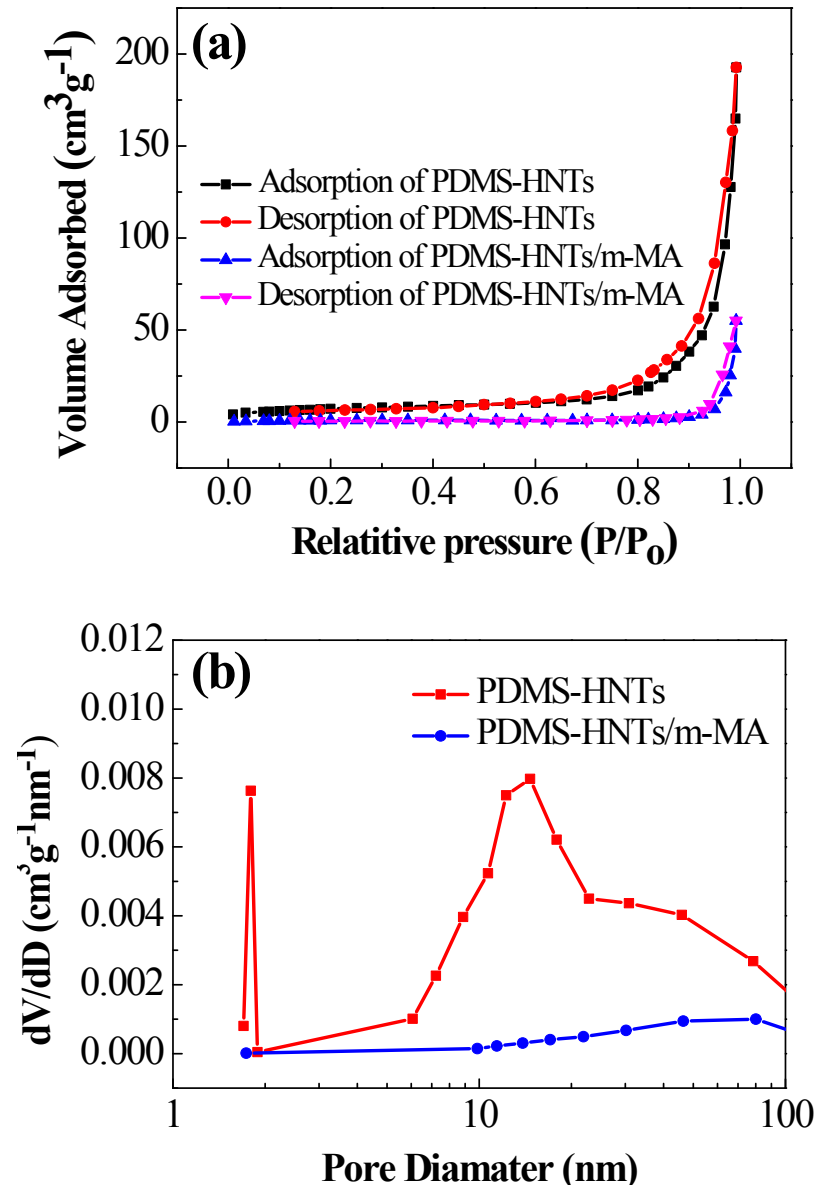 (a)
Volume Adsorbed (cm³g⁻¹)
200
150
100
50
0
Adsorption of PDMS-HNTs
Desorption of PDMS-HNTs
Adsorption of PDMS-HNTs/m-MA
Desorption of PDMS-HNTs/m-MA
0.0 0.2 0.4 0.6 0.8 1.0
Relatitive pressure (P/P₀)
(b)
dV/dD (cm³g⁻¹nm⁻¹)
0.012
0.010
0.008
0.006
0.004
0.002
0.000
PDMS-HNTs
PDMS-HNTs/m-MA
1 10 100
Pore Diamater (nm)